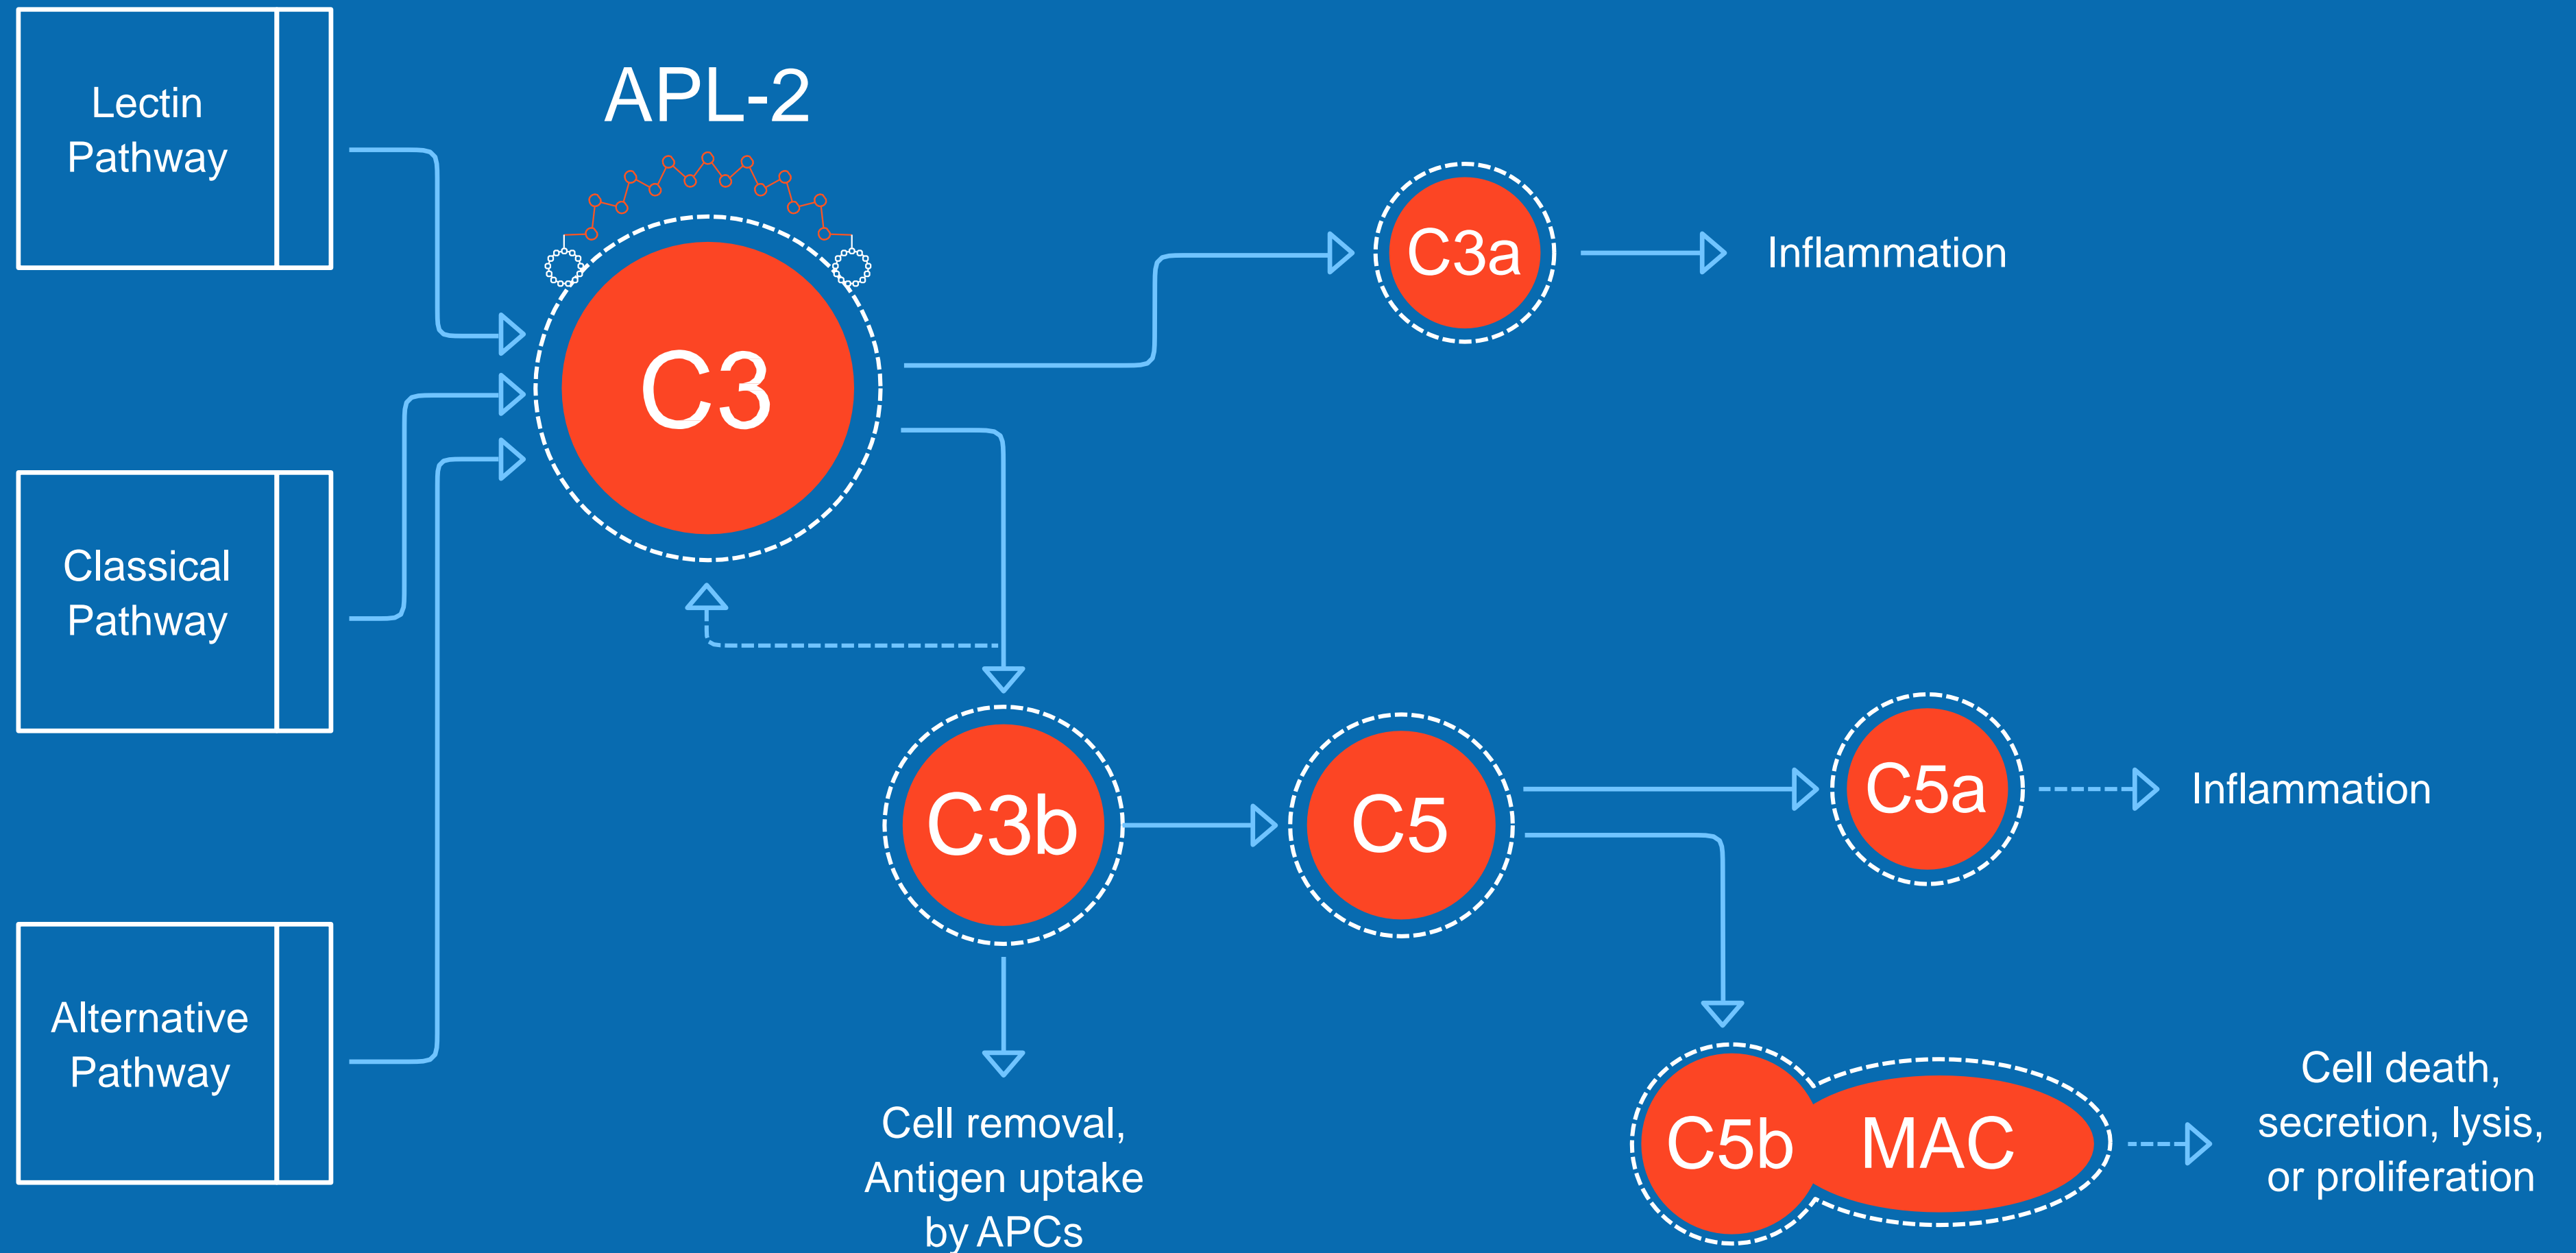 Lectin
Pathway
APL-2
C3
C3a
Inflammation
Classical
Pathway
C3b
C5
C5a
Inflammation
Alternative
Pathway
Cell removal,
Antigen uptake
by APCs
C5b MAC
Cell death,
secretion, lysis,
or proliferation